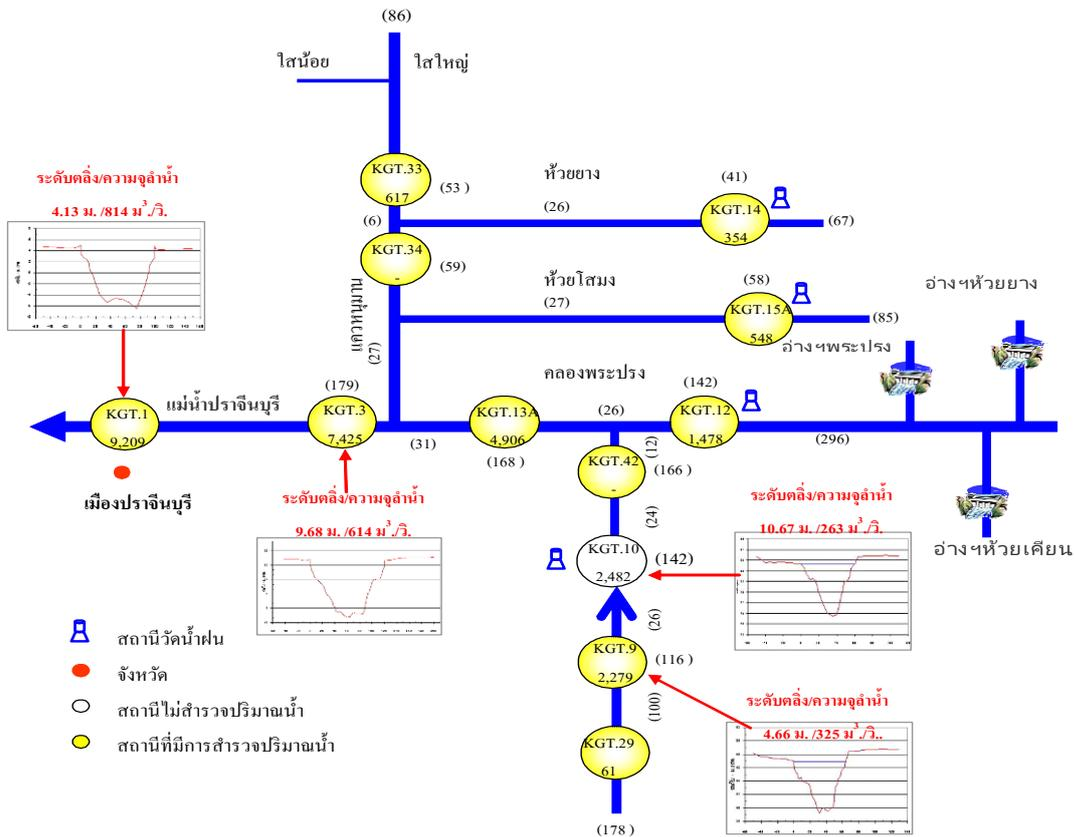 (86)
ใสน้อย
ใสใหญ่
KGT.33
617
(53 )
ห้วยยาง
(26)
(41)
KGT.14
354
(67)
(6)
KGT.34
-
(59)
ระดับตลิ่ง/ความจุลำน้ำ
4.13 ม. /814 ม³./วิ.
แควหนุมาน
(27)
ห้วยโสมง
(27)
(58)
KGT.15A
548
(85)
อ่างฯห้วยยาง
อ่างฯพระปรง
คลองพระปรง
แม่น้ำปราจีนบุรี
KGT.1
9,209
เมืองปราจีนบุรี
(179)
KGT.3
7,425
(31)
KGT.13A
4,906
(168)
(26)
(142)
KGT.12
1,478
(296)
(12)
KGT.42
-
(166)
(24)
อ่างฯห้วยเคียน
ระดับตลิ่ง/ความจุลำน้ำ
9.68 ม./614 ม³./วิ.
ระดับตลิ่ง/ความจุลำน้ำ
10.67 ม./263 ม³./วิ.
KGT.10
2,482
(142)
(26)
KGT.9
2,279
(116 )
(100)
ระดับตลิ่ง/ความจุลำน้ำ
4.66 ม. /325 ม³./วิ..
KGT.29
61
(178 )
สถานีวัดน้ำฝน
จังหวัด
สถานีไม่สำรวจปริมาณน้ำ
สถานีที่มีการสำรวจปริมาณน้ำ